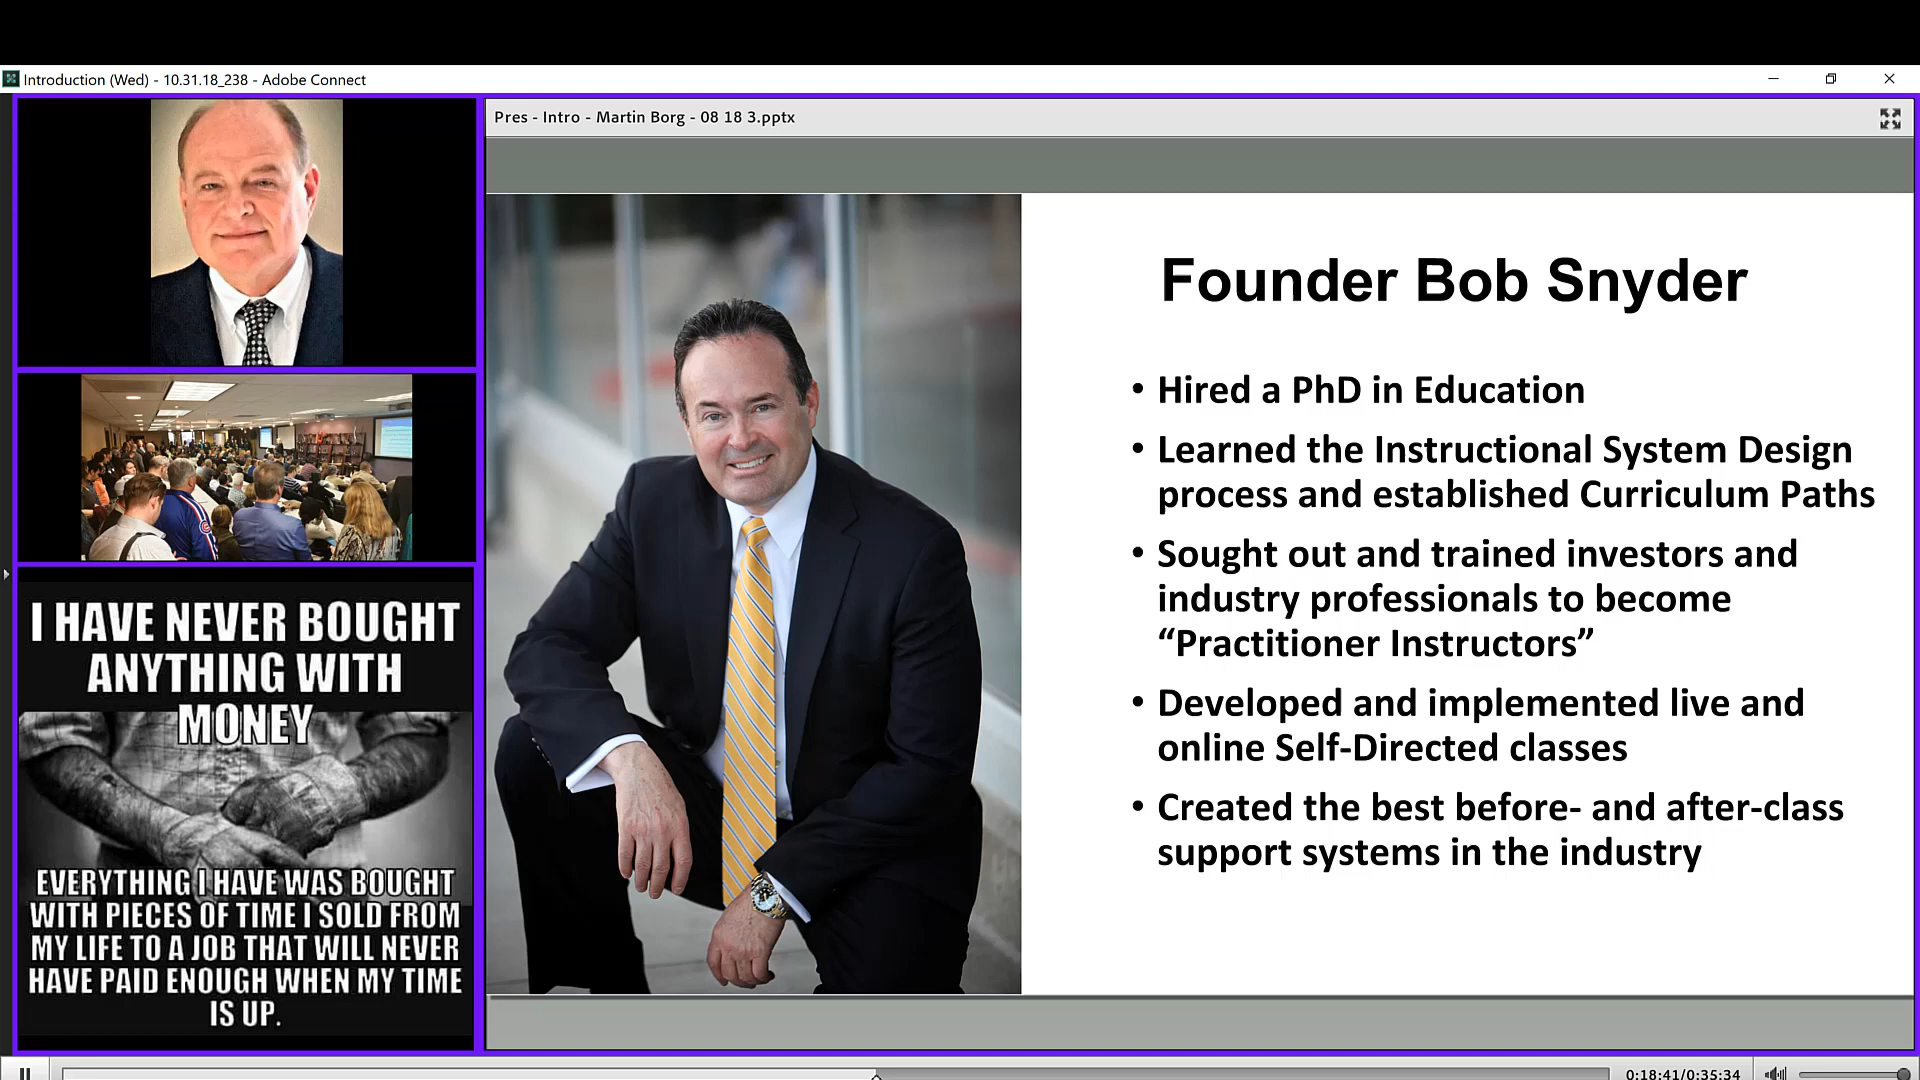 Introduction (Wed) - 10.31.18_238 - Adobe Connect
Pres - Intro - Martin Borg - 08 18 3.pptx
I HAVE NEVER BOUGHT
ANYTHING WITH
MONEY
EVERYTHING I HAVE WAS BOUGHT
WITH PIECES OF TIME I SOLD FROM
MY LIFE TO A JOB THAT WILL NEVER
HAVE PAID ENOUGH WHEN MY TIME
IS UP.
Founder Bob Snyder
• Hired a PhD in Education
• Learned the Instructional System Design
process and established Curriculum Paths
• Sought out and trained investors and
industry professionals to become
“Practitioner Instructors”
• Developed and implemented live and
online Self-Directed classes
• Created the best before- and after-class
support systems in the industry
0:18:41/0:35:34